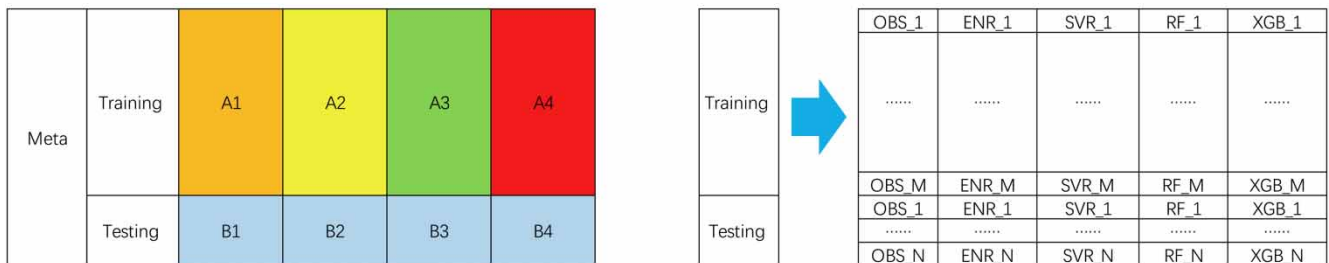 Meta
Training
A1 A2 A3 A4
Testing
B1 B2 B3 B4
Training
Testing
OBS_1 ENR_1 SVR_1 RF_1 XGB_1
...... ...... ...... ...... ......
OBS_M ENR_M SVR_M RF_M XGB_M
OBS_1 ENR_1 SVR_1 RF_1 XGB_1
...... ...... ...... ...... ......
OBS_N ENR_N SVR_N RF_N XGB_N